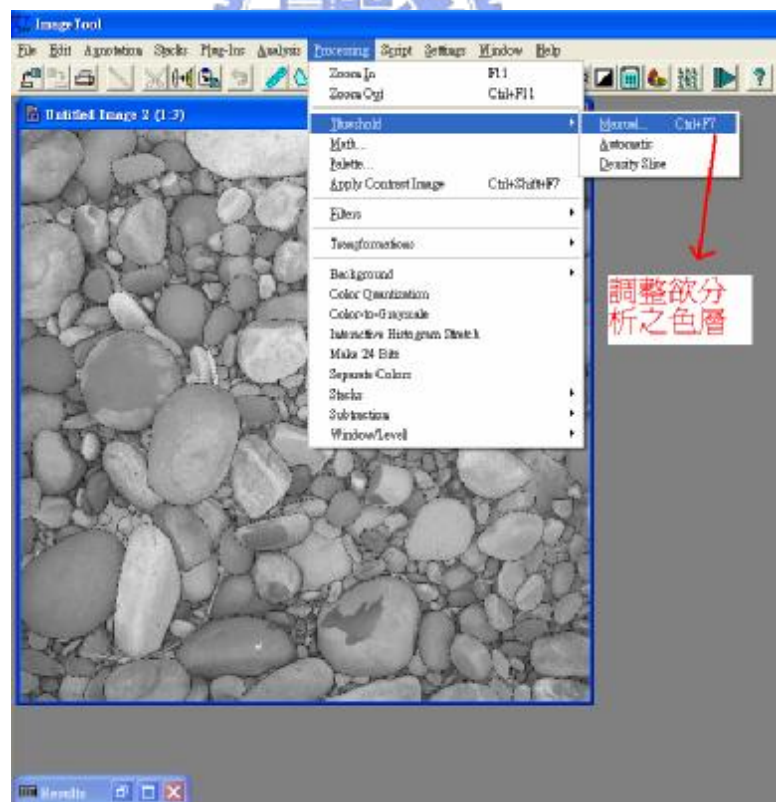 ImageTool
File Edit Annotation Stacks Plug-Ins Analysis Processing Script Settings Window Help
Untitled Image 2 (1:3)
Zoom In F11
Zoom Out Ctrl+F11
Threshold
Math...
Palette...
Apply Contrast Image Ctrl+Shift+F7
Filters
Transformations
Background
Color Quantization
Color-to-Grayscale
Interactive Histogram Stretch
Make 24 Bits
Separate Colors
Stacks
Subtraction
Window/Level
Manual... Ctrl+F7
Automatic
Density Slice
調整欲分
析之色層
Results